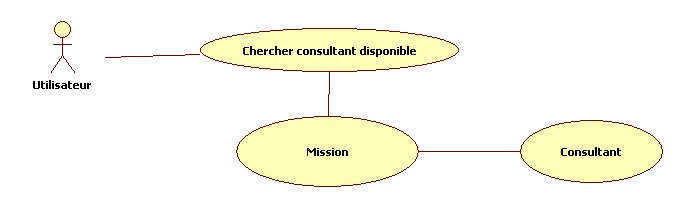 Chercher consultant disponible
Utilisateur
Mission
Consultant